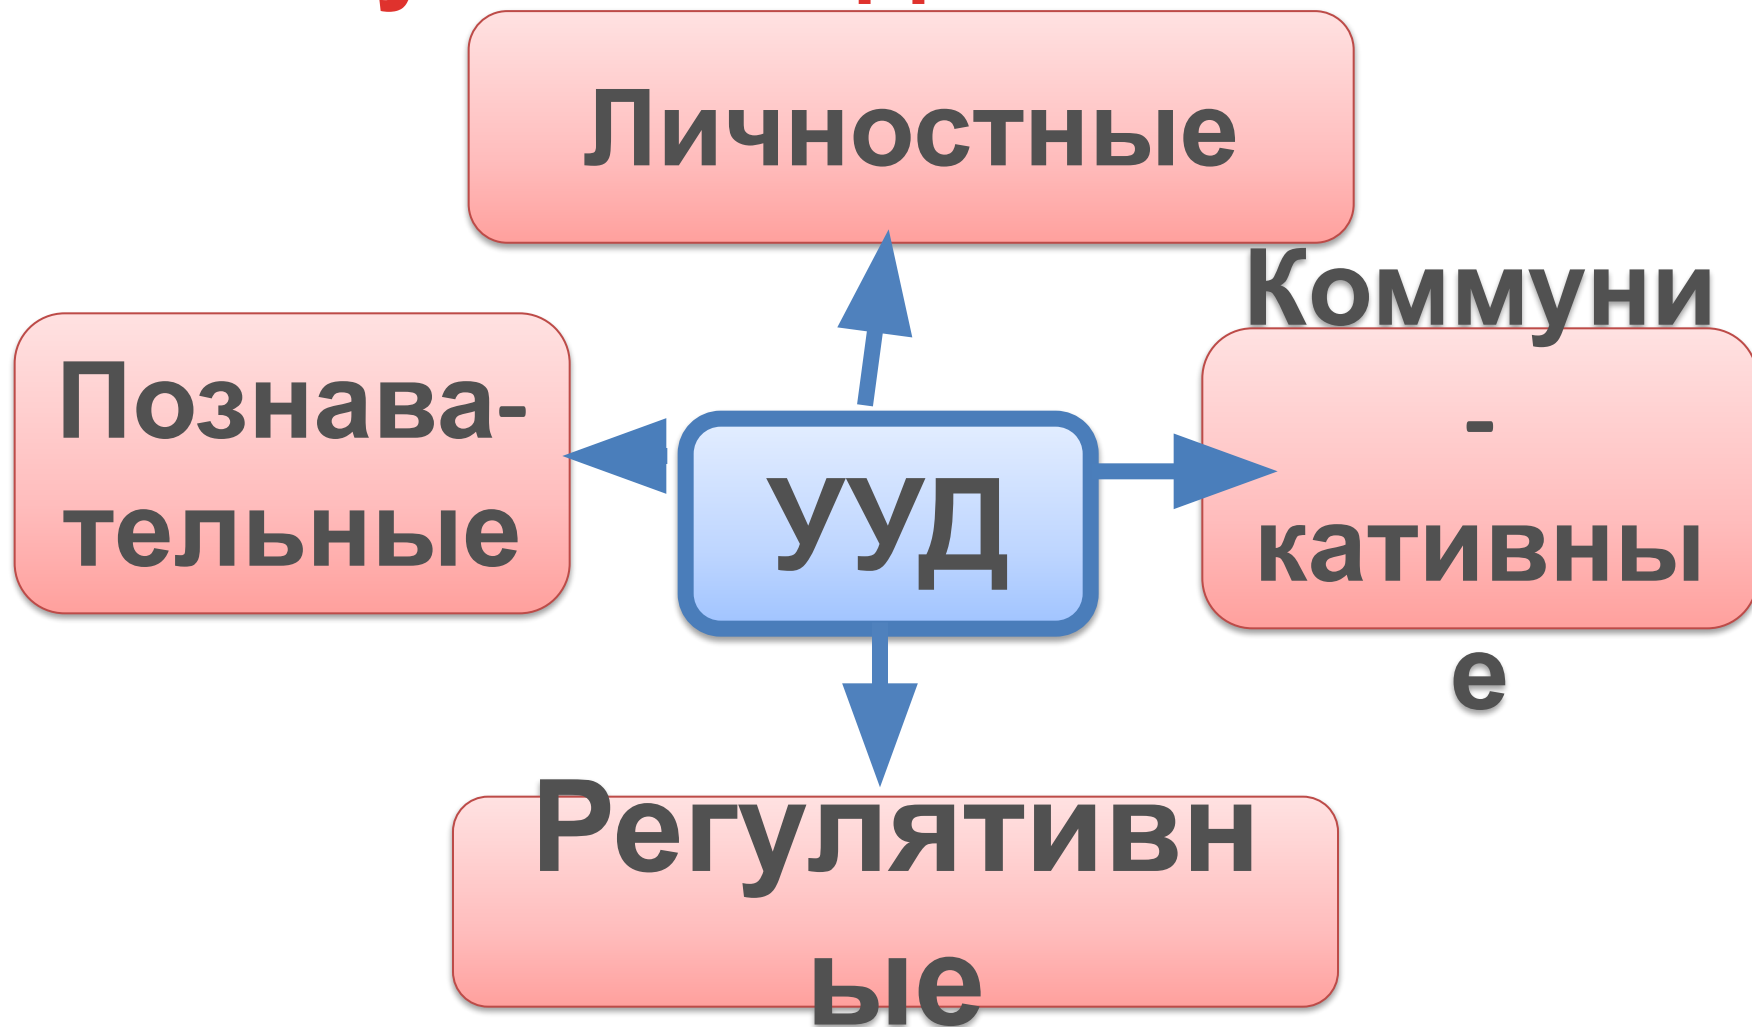 Личностные
Познава-
тельные
УУД
Коммуни
-
кативны
е
Регулятивн
ые